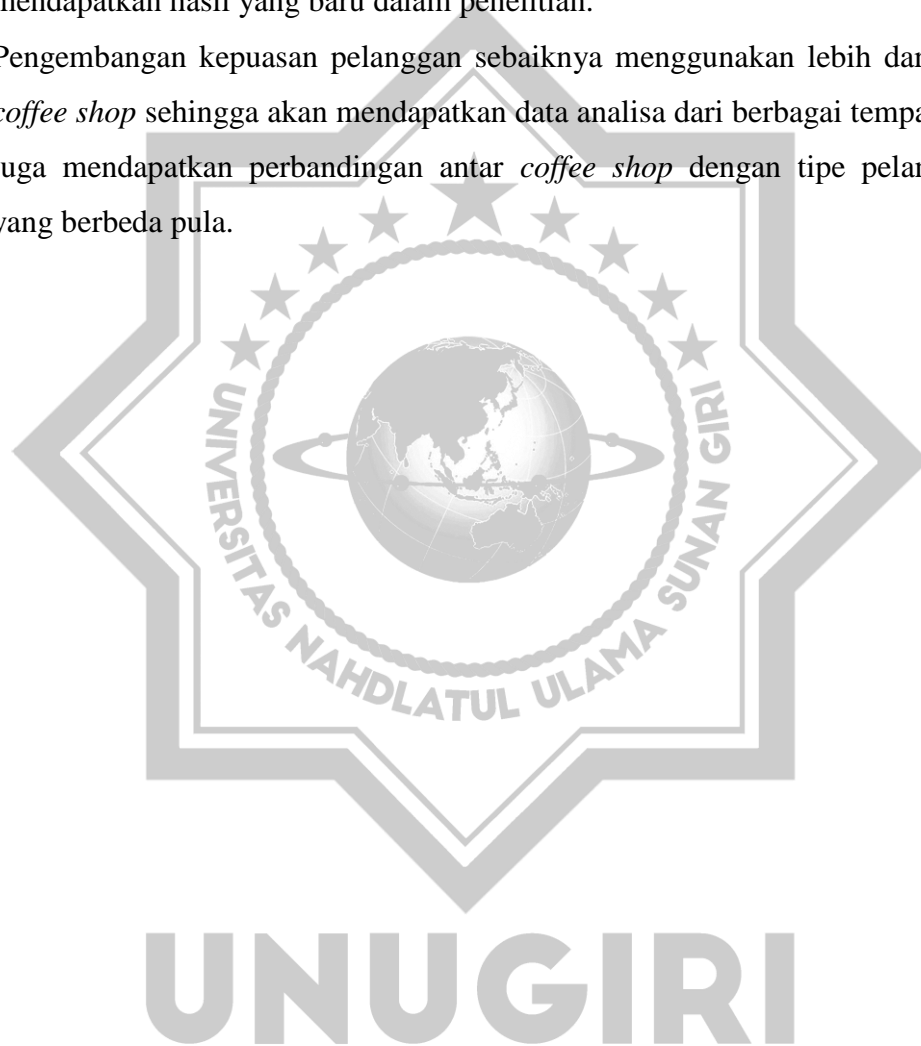 mendapatkan hasil yang baru dalam penelitian.
Pengembangan kepuasan pelanggan sebaiknya menggunakan lebih dar
coffee shop sehingga akan mendapatkan data analisa dari berbagai tempa
juga mendapatkan perbandingan antar coffee shop dengan tipe pelan
yang berbeda pula.
UNIVERSITAS NAHDLATUL ULAMA SUNAN GIRI
UNUGIRI